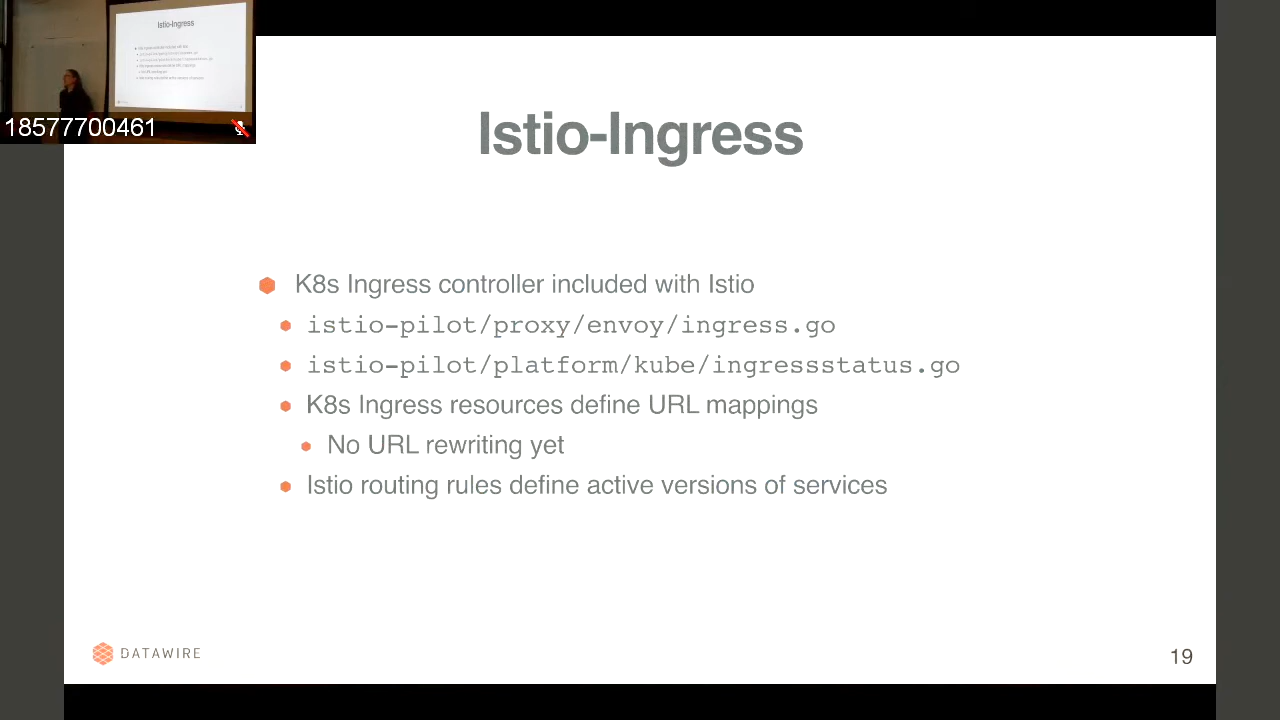 Istio-Ingress
18577700461
Istio-Ingress
K8s Ingress controller included with Istio
istio-pilot/proxy/envoy/ingress.go
istio-pilot/platform/kube/ingressstatus.go
K8s Ingress resources define URL mappings
No URL rewriting yet
Istio routing rules define active versions of services
DATAWIRE
19